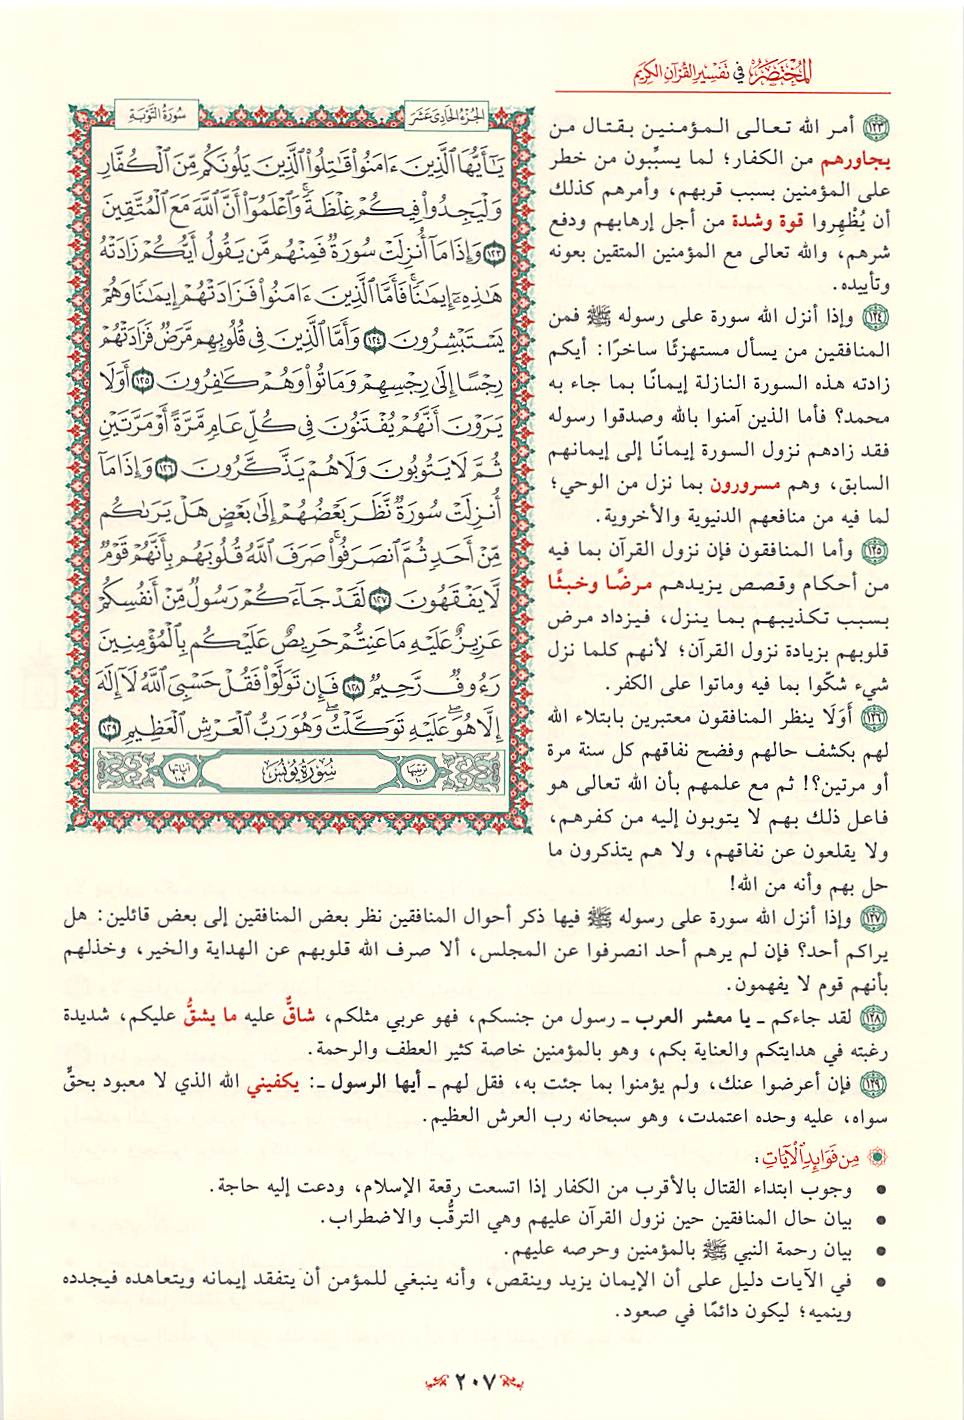 المختصر في تفسير القرآن الكريم
الجزء الحادي عشر
سورة التوبة
يَٰٓأَيُّهَا ٱلَّذِينَ ءَامَنُوا۟ قَٰتِلُوا۟ ٱلَّذِينَ يَلُونَكُم مِّنَ ٱلْكُفَّارِ
وَلْيَجِدُوا۟ فِيكُمْ غِلْظَةً ۚ وَٱعْلَمُوٓا۟ أَنَّ ٱللَّهَ مَعَ ٱلْمُتَّقِينَ
١٢٣ وَإِذَا مَآ أُنزِلَتْ سُورَةٌ فَمِنْهُم مَّن يَقُولُ أَيُّكُمْ زَادَتْهُ
هَٰذِهِۦٓ إِيمَٰنًا ۚ فَأَمَّا ٱلَّذِينَ ءَامَنُوا۟ فَزَادَتْهُمْ إِيمَٰنًا وَهُمْ
يَسْتَبْشِرُونَ ١٢٤ وَأَمَّا ٱلَّذِينَ فِى قُلُوبِهِم مَّرَضٌ فَزَادَتْهُمْ
رِجْسًا إِلَىٰ رِجْسِهِمْ وَمَاتُوا۟ وَهُمْ كَٰفِرُونَ ١٢٥ أَوَلَا
يَرَوْنَ أَنَّهُمْ يُفْتَنُونَ فِى كُلِّ عَامٍ مَّرَّةً أَوْ مَرَّتَيْنِ
ثُمَّ لَا يَتُوبُونَ وَلَا هُمْ يَذَّكَّرُونَ ١٢٦ وَإِذَا مَآ
أُنزِلَتْ سُورَةٌ نَّظَرَ بَعْضُهُمْ إِلَىٰ بَعْضٍ هَلْ يَرَىٰكُم
مِّنْ أَحَدٍ ثُمَّ ٱنصَرَفُوا۟ ۚ صَرَفَ ٱللَّهُ قُلُوبَهُم بِأَنَّهُمْ قَوْمٌ
لَّا يَفْقَهُونَ ١٢٧ لَقَدْ جَآءَكُمْ رَسُولٌ مِّنْ أَنفُسِكُمْ
عَزِيزٌ عَلَيْهِ مَا عَنِتُّمْ حَرِيصٌ عَلَيْكُم بِٱلْمُؤْمِنِينَ
رَءُوفٌ رَّحِيمٌ ١٢٨ فَإِن تَوَلَّوْا۟ فَقُلْ حَسْبِىَ ٱللَّهُ لَآ إِلَٰهَ
إِلَّا هُوَ ۖ عَلَيْهِ تَوَكَّلْتُ ۖ وَهُوَ رَبُّ ٱلْعَرْشِ ٱلْعَظِيمِ ١٢٩
ترتيبها ١٠
سورة يونس
آياتها ١٠٩
١٢٣ أمر الله تعالى المؤمنين بقتال من
يجاورهم من الكفار؛ لما يسبِّبون من خطر
على المؤمنين بسبب قربهم، وأمرهم كذلك
أن يُظْهِروا قوة وشدة من أجل إرهابهم ودفع
شرهم، والله تعالى مع المؤمنين المتقين بعونه
وتأييده.
١٢٤ وإذا أنزل الله سورة على رسوله ﷺ فمن
المنافقين من يسأل مستهزئًا ساخرًا: أيكم
زادته هذه السورة النازلة إيمانًا بما جاء به
محمد؟ فأما الذين آمنوا بالله وصدقوا رسوله
فقد زادهم نزول السورة إيمانًا إلى إيمانهم
السابق، وهم مسرورون بما نزل من الوحي؛
لما فيه من منافعهم الدنيوية والأخروية.
١٢٥ وأما المنافقون فإن نزول القرآن بما فيه
من أحكام وقصص يزيدهم مرضًا وخبثًا
بسبب تكذيبهم بما ينزل، فيزداد مرض
قلوبهم بزيادة نزول القرآن؛ لأنهم كلما نزل
شيء شكّوا بما فيه وماتوا على الكفر.
١٢٦ أَوَلَا ينظر المنافقون معتبرين بابتلاء الله
لهم بكشف حالهم وفضح نفاقهم كل سنة مرة
أو مرتين؟! ثم مع علمهم بأن الله تعالى هو
فاعل ذلك بهم لا يتوبون إليه من كفرهم،
ولا يقلعون عن نفاقهم، ولا هم يتذكرون ما
حل بهم وأنه من الله!
١٢٧ وإذا أنزل الله سورة على رسوله ﷺ فيها ذكر أحوال المنافقين نظر بعض المنافقين إلى بعض قائلين: هل
يراكم أحد؟ فإن لم يرهم أحد انصرفوا عن المجلس، ألا صرف الله قلوبهم عن الهداية والخير، وخذلهم
بأنهم قوم لا يفهمون.
١٢٨ لقد جاءكم ـ يا معشر العرب ـ رسول من جنسكم، فهو عربي مثلكم، شاقٌّ عليه ما يشقُّ عليكم، شديدة
رغبته في هدايتكم والعناية بكم، وهو بالمؤمنين خاصة كثير العطف والرحمة.
١٢٩ فإن أعرضوا عنك، ولم يؤمنوا بما جئت به، فقل لهم ـ أيها الرسول ـ: يكفيني الله الذي لا معبود بحقٍّ
سواه، عليه وحده اعتمدت، وهو سبحانه رب العرش العظيم.
من فوائد الآيات:
● وجوب ابتداء القتال بالأقرب من الكفار إذا اتسعت رقعة الإسلام، ودعت إليه حاجة.
● بيان حال المنافقين حين نزول القرآن عليهم وهي الترقُّب والاضطراب.
● بيان رحمة النبي ﷺ بالمؤمنين وحرصه عليهم.
● في الآيات دليل على أن الإيمان يزيد وينقص، وأنه ينبغي للمؤمن أن يتفقد إيمانه ويتعاهده فيجدده
وينميه؛ ليكون دائمًا في صعود.
٢٠٧